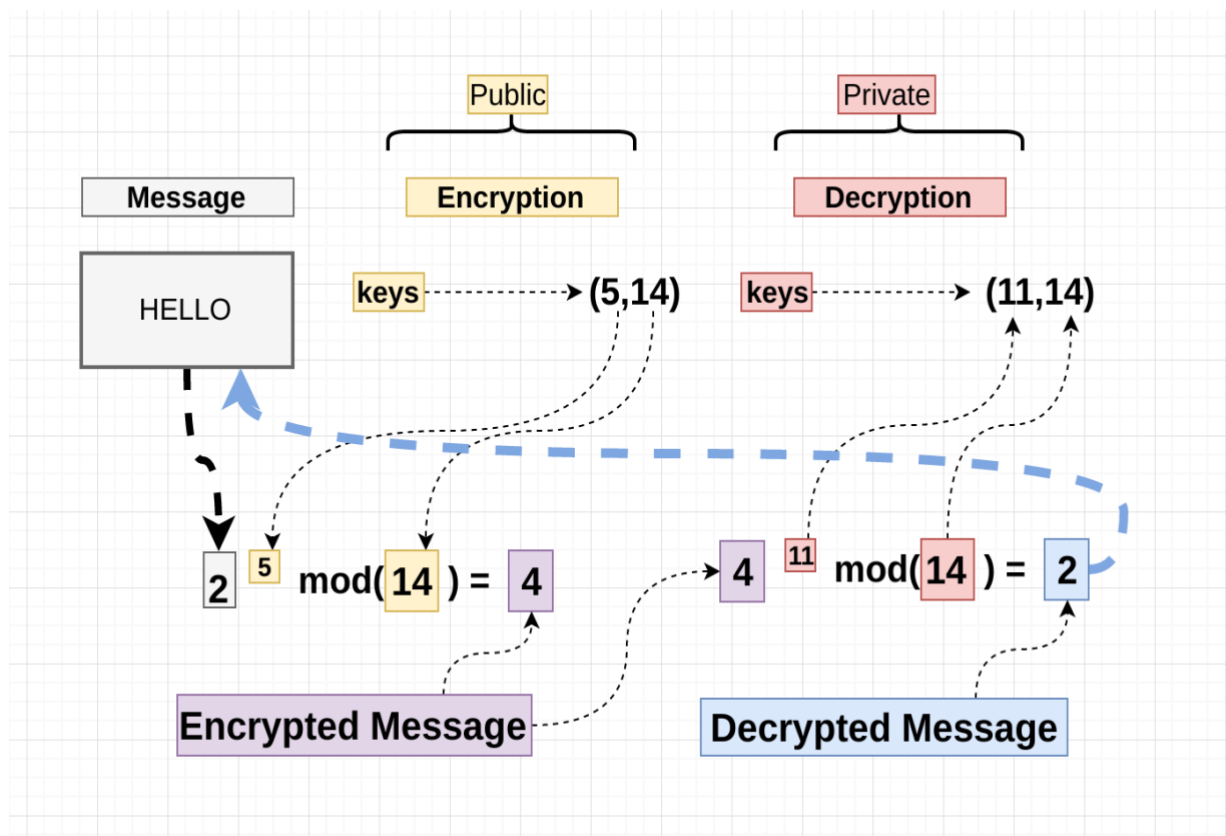 Public
Private
Message
Encryption
Decryption
HELLO
keys
(5,14)
keys
(11,14)
2 5 mod( 14 ) = 4
4 11 mod( 14 ) = 2
Encrypted Message
Decrypted Message